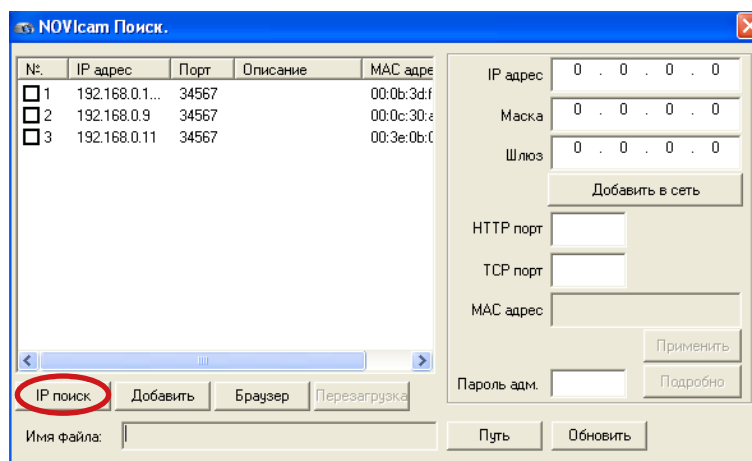 NOVIcam Поиск.
№. IP адрес Порт Описание MAC адре
1 192.168.0.1... 34567 00:0b:3d:f
2 192.168.0.9 34567 00:0c:30:a
3 192.168.0.11 34567 00:3e:0b:0
IP адрес 0 . 0 . 0 . 0
Маска 0 . 0 . 0 . 0
Шлюз 0 . 0 . 0 . 0
Добавить в сеть
HTTP порт
TCP порт
MAC адрес
Применить
Пароль адм. Подробно
IP поиск Добавить Браузер Перезагрузка
Имя файла: Путь Обновить